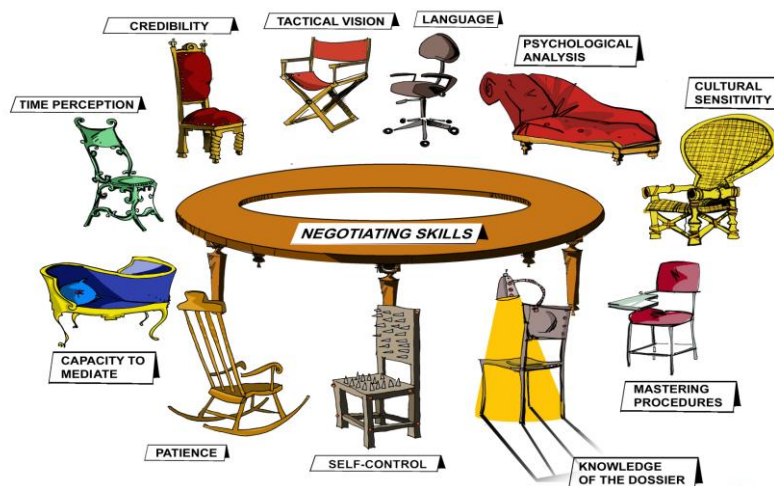 CREDIBILITY
TACTICAL VISION
LANGUAGE
PSYCHOLOGICAL
ANALYSIS
CULTURAL
SENSITIVITY
TIME PERCEPTION
NEGOTIATING SKILLS
CAPACITY TO
MEDIATE
MASTERING
PROCEDURES
PATIENCE
SELF-CONTROL
KNOWLEDGE
OF THE DOSSIER